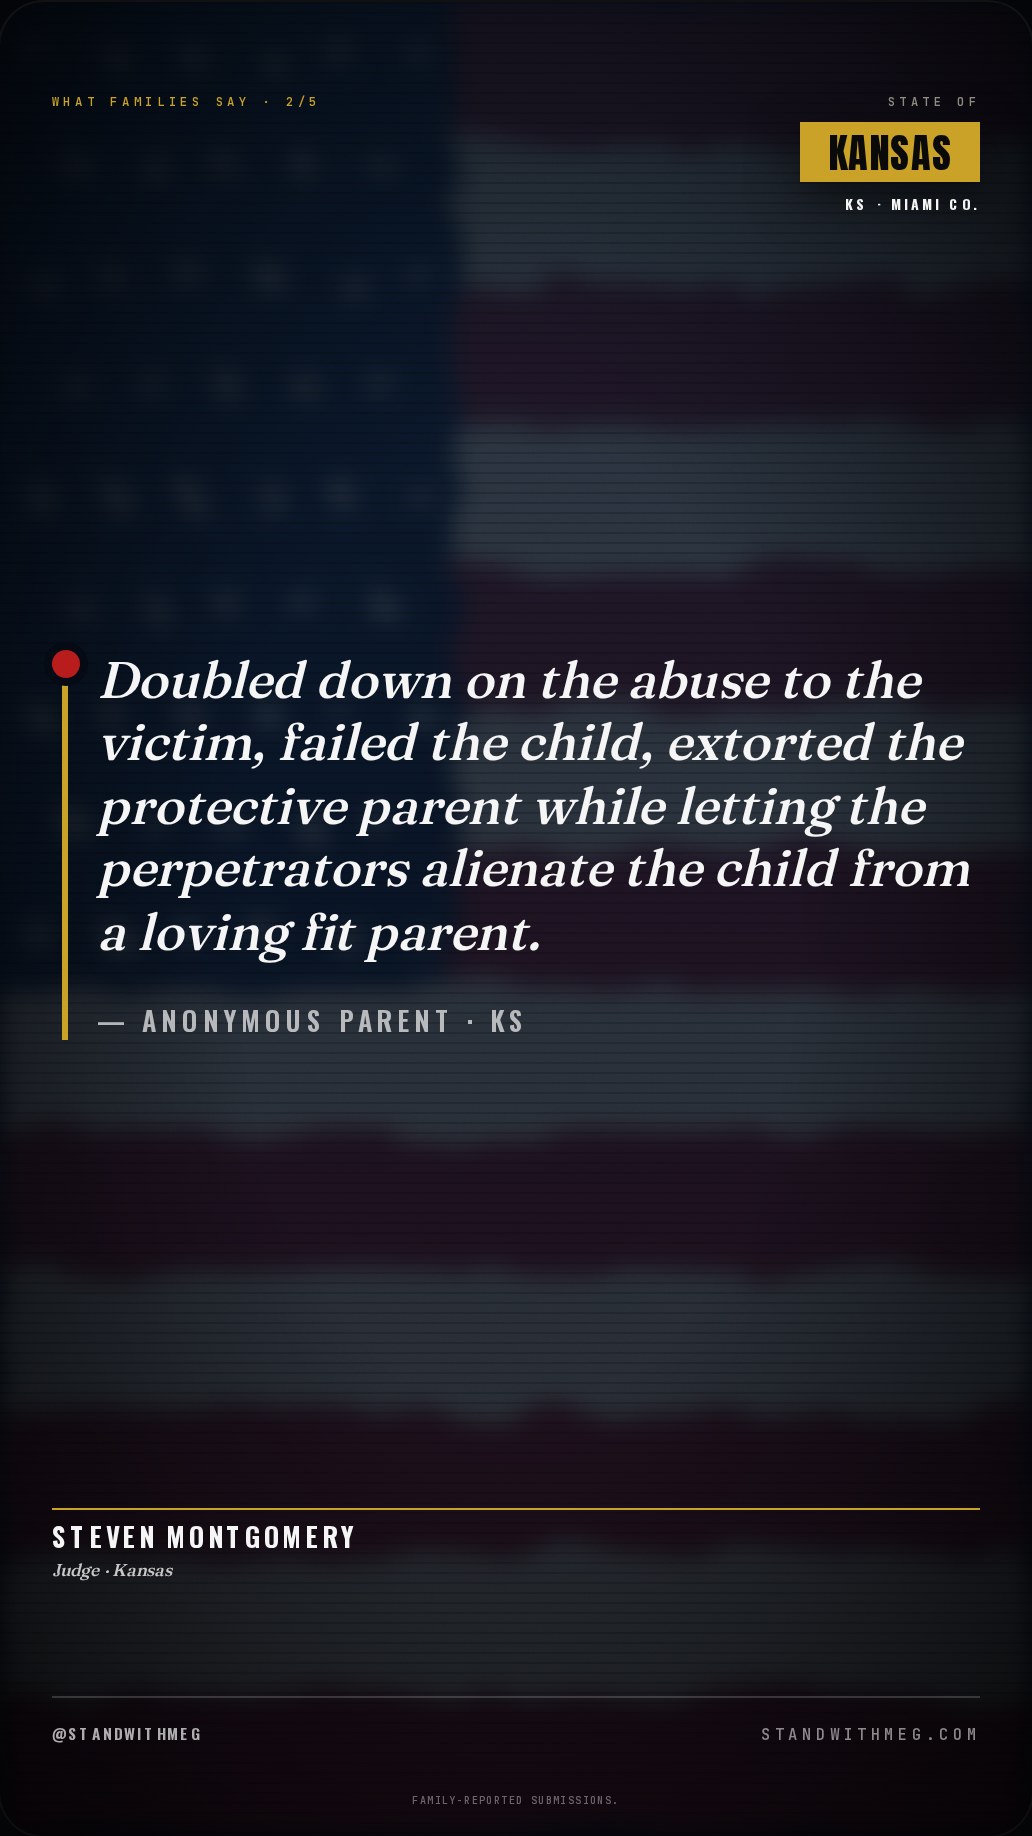 WHAT FAMILIES SAY · 2/5
STATE OF
KANSAS
KS · MIAMI CO.
Doubled down on the abuse to the
victim, failed the child, extorted the
protective parent while letting the
perpetrators alienate the child from
a loving fit parent.
— ANONYMOUS PARENT · KS
STEVEN MONTGOMERY
Judge · Kansas
@STANDWITHMEG
STANDWITHMEG.COM
FAMILY-REPORTED SUBMISSIONS.